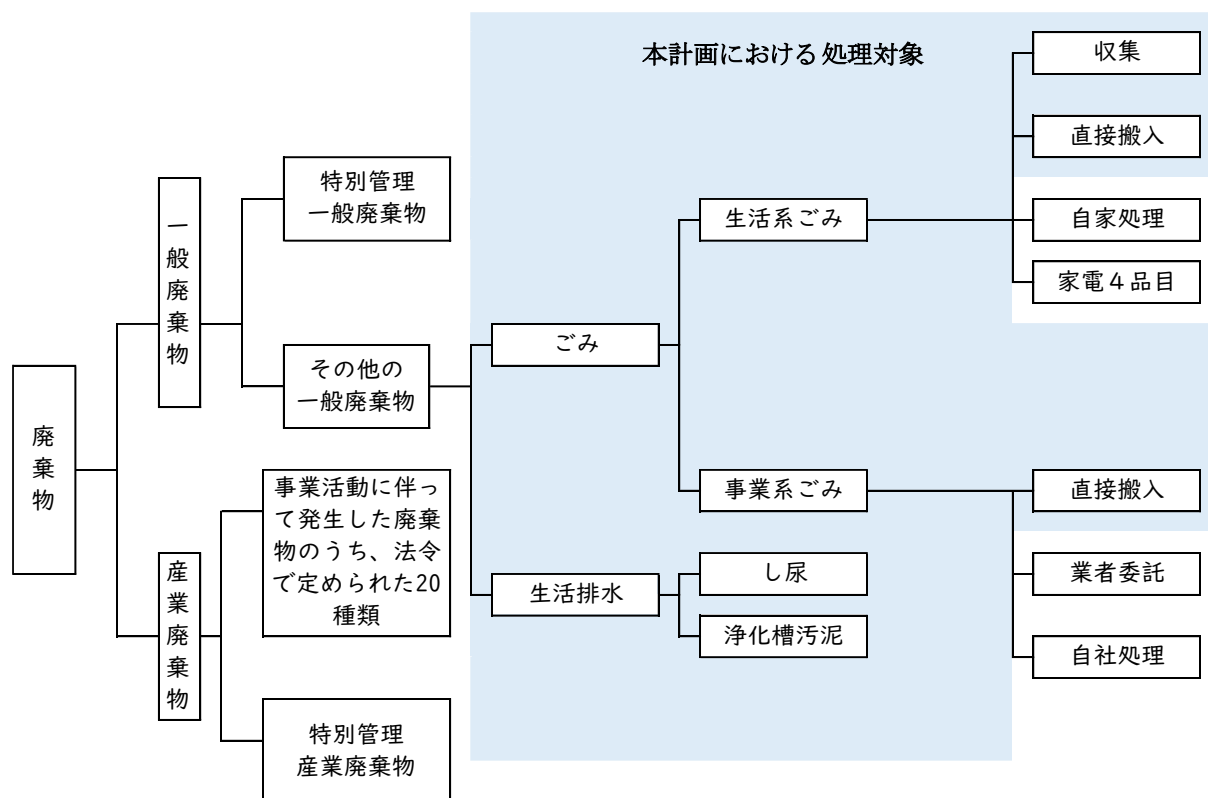 本計画における処理対象
廃棄物
一般廃棄物
特別管理
一般廃棄物
その他の
一般廃棄物
産業廃棄物
事業活動に伴っ
て発生した廃棄
物のうち、法令
で定められた20
種類
特別管理
産業廃棄物
ごみ
生活系ごみ
収集
直接搬入
自家処理
家電４品目
事業系ごみ
直接搬入
業者委託
自社処理
生活排水
し尿
浄化槽汚泥